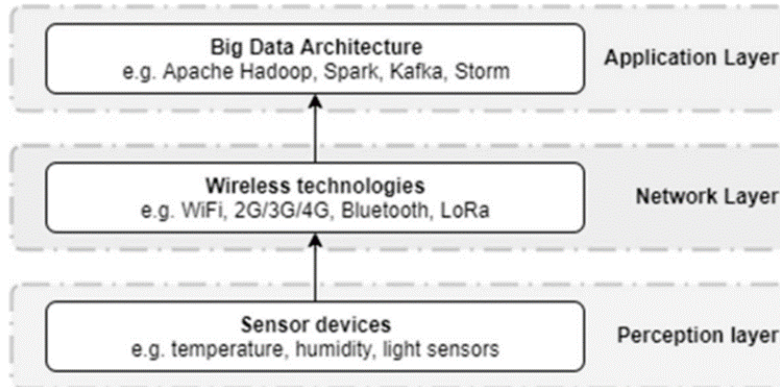 Big Data Architecture
e.g. Apache Hadoop, Spark, Kafka, Storm
Application Layer
Wireless technologies
e.g. WiFi, 2G/3G/4G, Bluetooth, LoRa
Network Layer
Sensor devices
e.g. temperature, humidity, light sensors
Perception layer